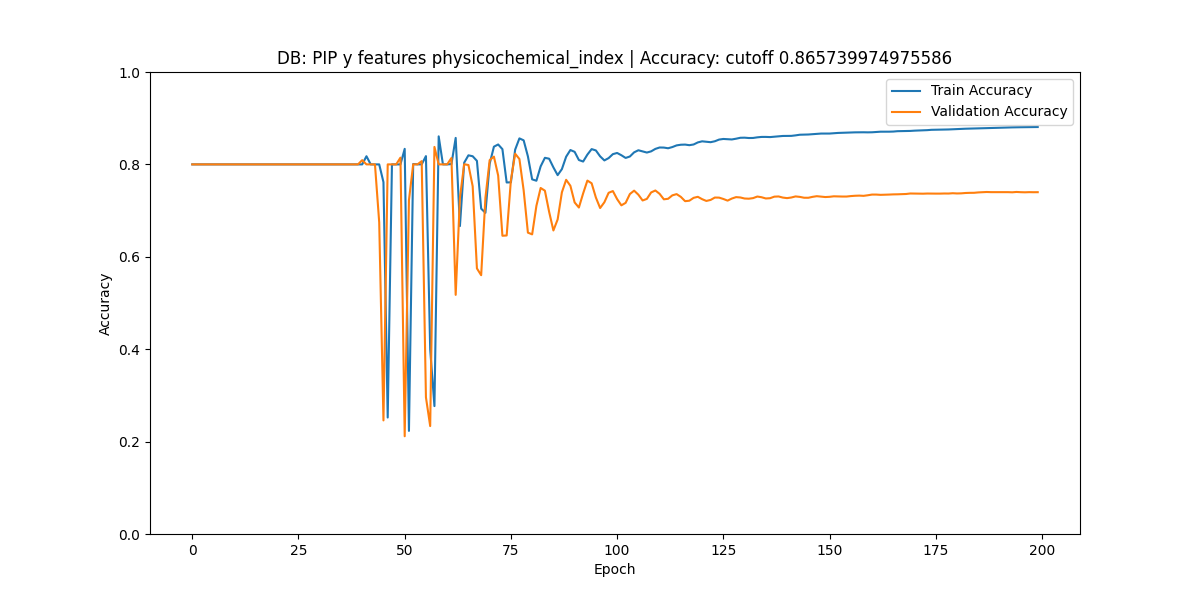 DB: PIP y features physicochemical_index | Accuracy: cutoff 0.865739974975586
Train Accuracy
Validation Accuracy
1.0
0.8
0.6
0.4
0.2
0.0
Accuracy
0 25 50 75 100 125 150 175 200
Epoch